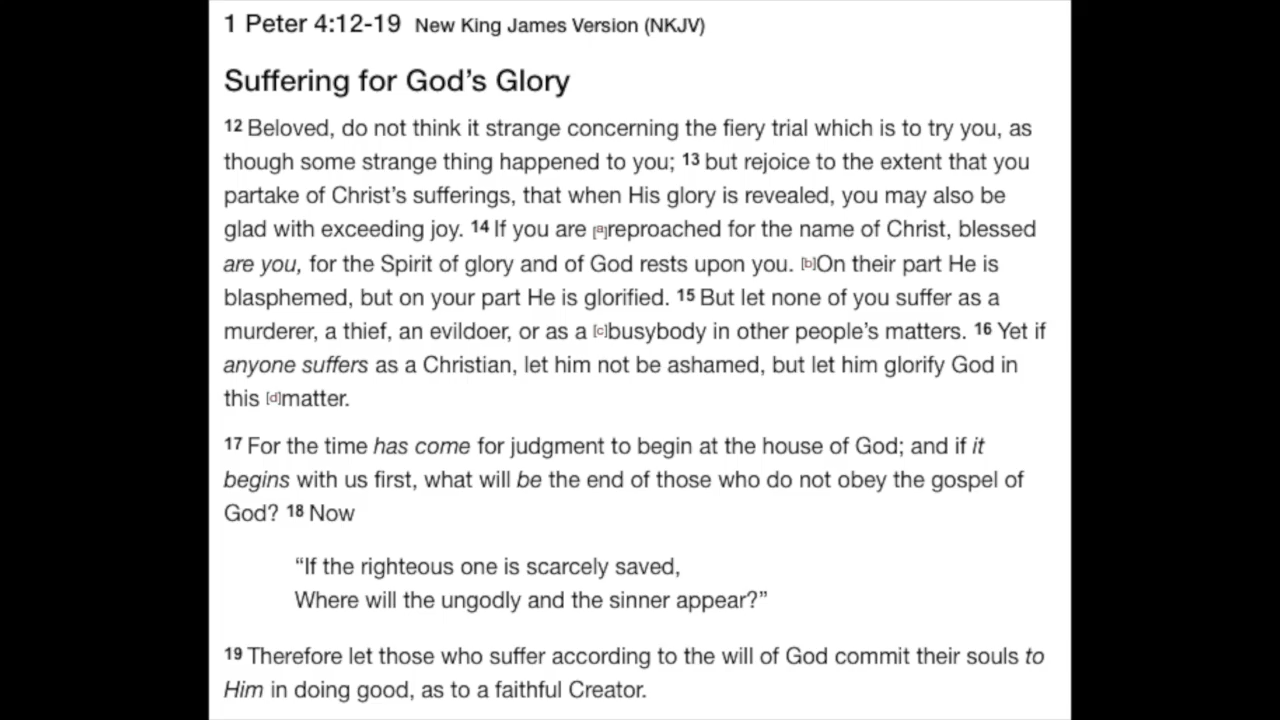 1 Peter 4:12-19 New King James Version (NKJV)
Suffering for God’s Glory
12 Beloved, do not think it strange concerning the fiery trial which is to try you, as
though some strange thing happened to you; 13 but rejoice to the extent that you
partake of Christ’s sufferings, that when His glory is revealed, you may also be
glad with exceeding joy. 14 If you are [a]reproached for the name of Christ, blessed
are you, for the Spirit of glory and of God rests upon you. [b]On their part He is
blasphemed, but on your part He is glorified. 15 But let none of you suffer as a
murderer, a thief, an evildoer, or as a [c]busybody in other people’s matters. 16 Yet if
anyone suffers as a Christian, let him not be ashamed, but let him glorify God in
this [d]matter.
17 For the time has come for judgment to begin at the house of God; and if it
begins with us first, what will be the end of those who do not obey the gospel of
God? 18 Now
“If the righteous one is scarcely saved,
Where will the ungodly and the sinner appear?”
19 Therefore let those who suffer according to the will of God commit their souls to
Him in doing good, as to a faithful Creator.